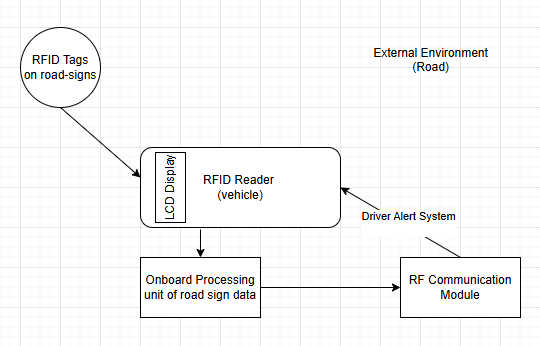 RFID Tags
on road-signs
External Environment
(Road)
LCD Display
RFID Reader
(vehicle)
Driver Alert System
Onboard Processing
unit of road sign data
RF Communication
Module